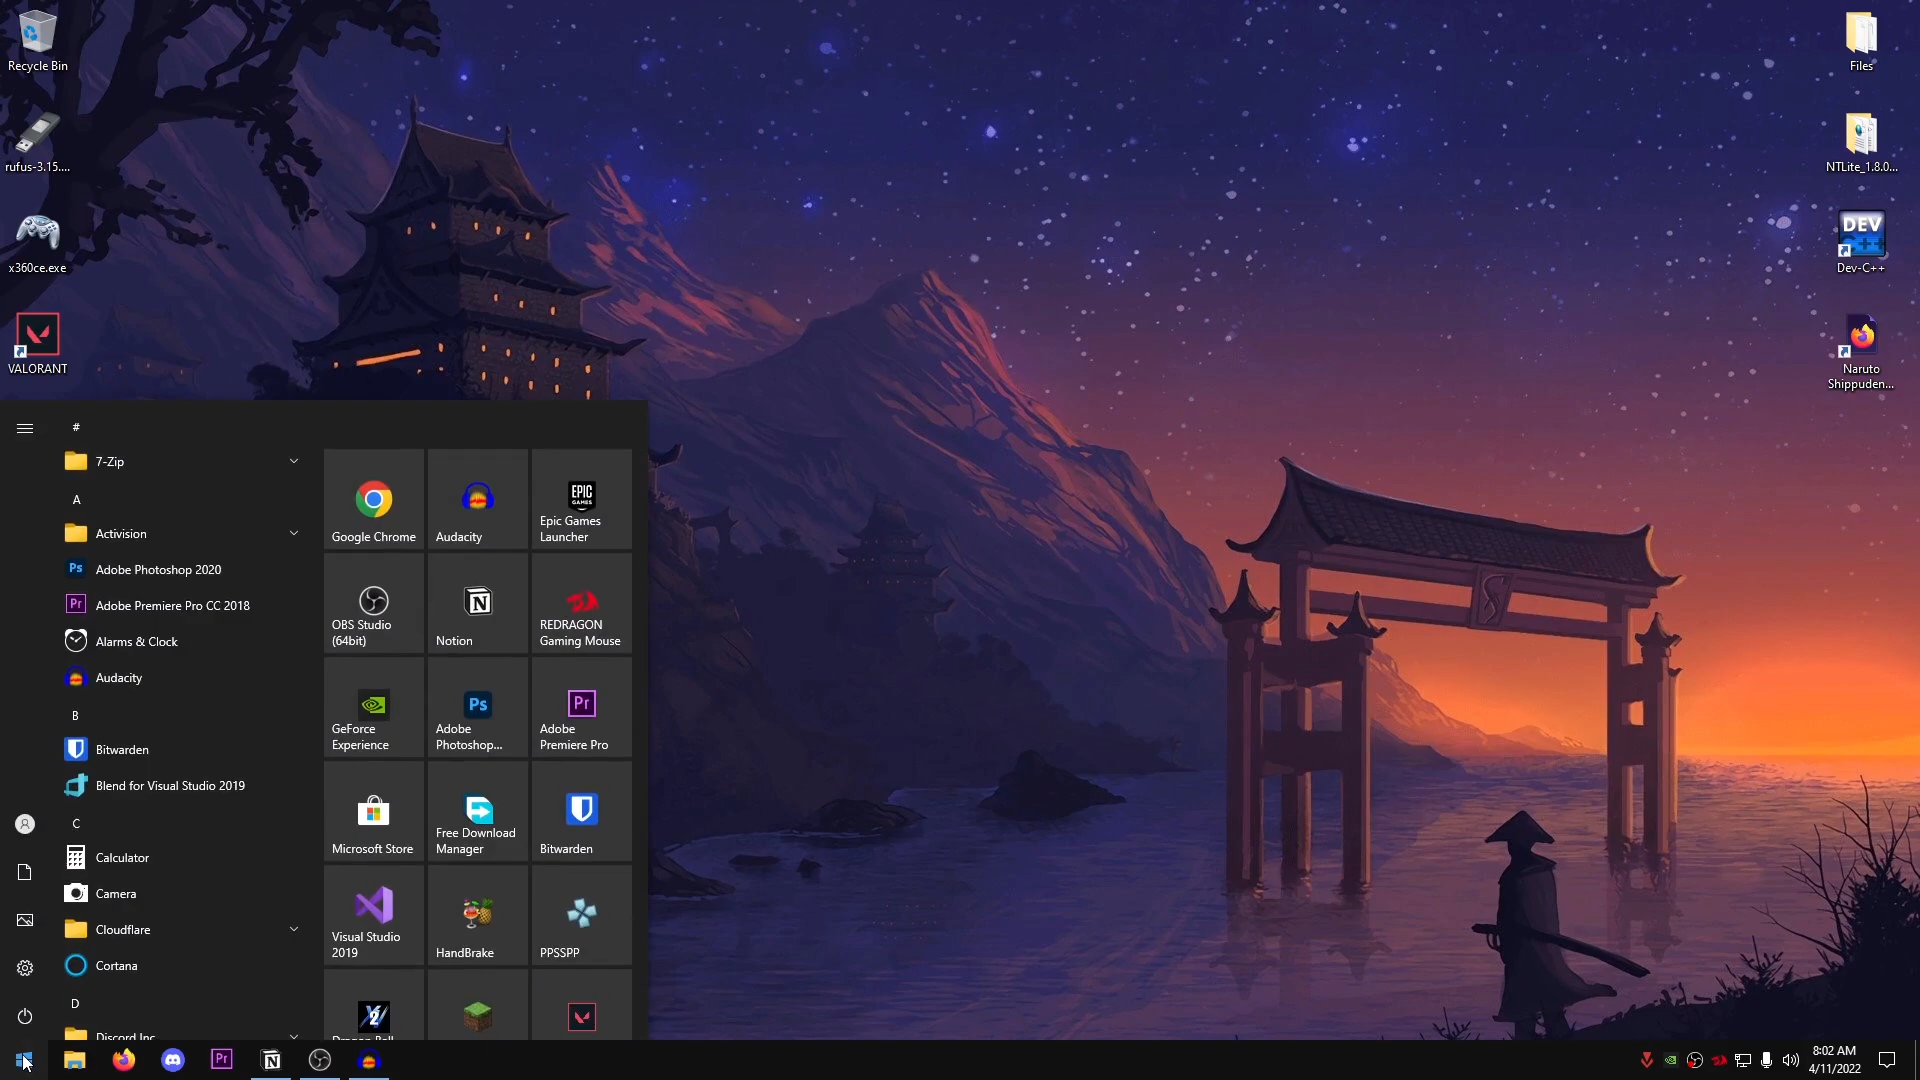 Recycle Bin
rufus-3.15....
x360ce.exe
VALORANT
Files
NTLite_1.8.0...
DEV
C++
Dev-C++
Naruto
Shippuden...
#
7-Zip
A
Activision
Ps
Adobe Photoshop 2020
Pr
Adobe Premiere Pro CC 2018
Alarms & Clock
Audacity
B
Bitwarden
Blend for Visual Studio 2019
C
Calculator
Camera
Cloudflare
Cortana
D
Discord Inc
Google Chrome
Audacity
EPIC
GAMES
Epic Games
Launcher
OBS Studio
(64bit)
N
Notion
REDRAGON
Gaming Mouse
GeForce
Experience
Ps
Adobe
Photoshop...
Pr
Adobe
Premiere Pro
Microsoft Store
Free Download
Manager
Bitwarden
Visual Studio
2019
HandBrake
PPSSPP
Dragon Ball
Pr
N
8:02 AM
4/11/2022